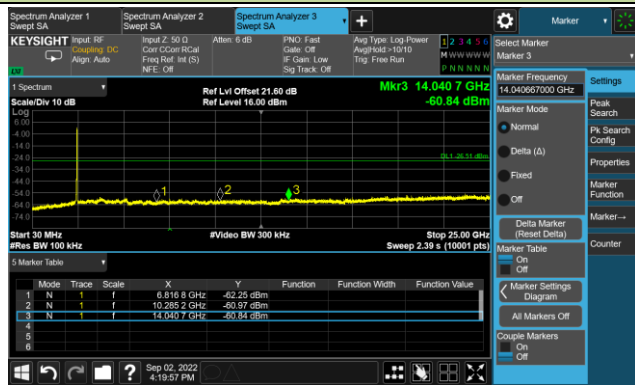 Spectrum Analyzer 1
Swept SA
Spectrum Analyzer 2
Swept SA
Spectrum Analyzer 3
Swept SA
Marker
KEYSIGHT
Input: RF
Coupling: DC
Align: Auto
Input Z: 50 Ω
Corr CCorr RCal
Freq Ref: Int (S)
NFE: Off
Atten: 6 dB
PNO: Fast
Gate: Off
IF Gain: Low
Sig Track: Off
Avg Type: Log-Power
Avg|Hold:>10/10
Trig: Free Run
1 2 3 4 5 6
M W W W W W
P N N N N N
Select Marker
Marker 3
1 Spectrum
Scale/Div 10 dB
Ref Lvl Offset 21.60 dB
Ref Level 16.00 dBm
Mkr3 14.040 7 GHz
-60.84 dBm
Log
6.00
-4.00
-14.0
-24.0
-34.0
-44.0
-54.0
-64.0
-74.0
DL1 -26.51 dBm
1
2
3
Start 30 MHz
#Res BW 100 kHz
#Video BW 300 kHz
Stop 25.00 GHz
Sweep 2.39 s (10001 pts)
5 Marker Table
Mode Trace Scale X Y Function Function Width Function Value
1 N 1 f 6.816 8 GHz -62.25 dBm
2 N 1 f 10.285 2 GHz -60.97 dBm
3 N 1 f 14.040 7 GHz -60.84 dBm
4
5
6
Marker Frequency
14.040667000 GHz
Marker Mode
Normal
Delta (Δ)
Fixed
Off
Delta Marker
(Reset Delta)
Marker Table
On
Off
Marker Settings
Diagram
All Markers Off
Couple Markers
On
Off
Settings
Peak
Search
Pk Search
Config
Properties
Marker
Function
Marker→
Counter
?
Sep 02, 2022
4:19:57 PM